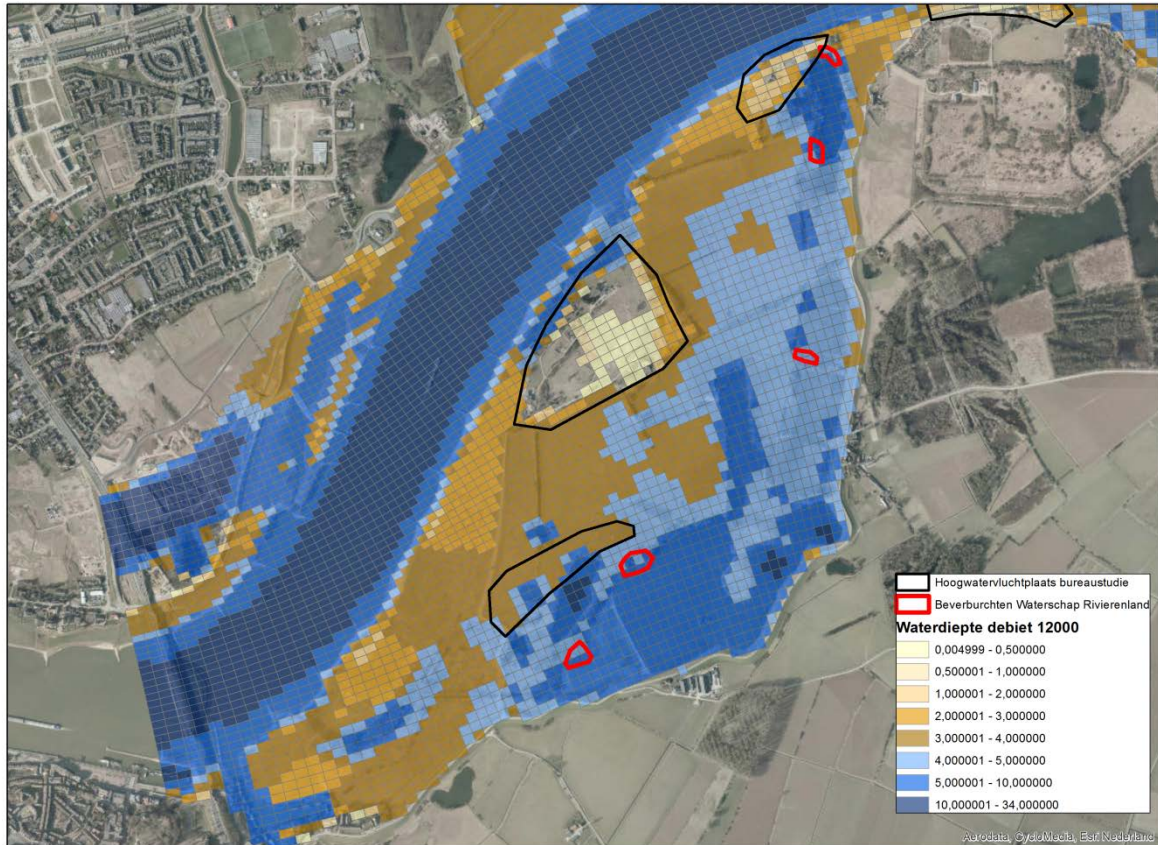 Hoogwatervluchtplaats bureaustudie
Beverburchten Waterschap Rivierenland
Waterdiepte debiet 12000
0,004999 - 0,500000
0,500001 - 1,000000
1,000001 - 2,000000
2,000001 - 3,000000
3,000001 - 4,000000
4,000001 - 5,000000
5,000001 - 10,000000
10,000001 - 34,000000
Aerodata, CycloMedia, Esri Nederland